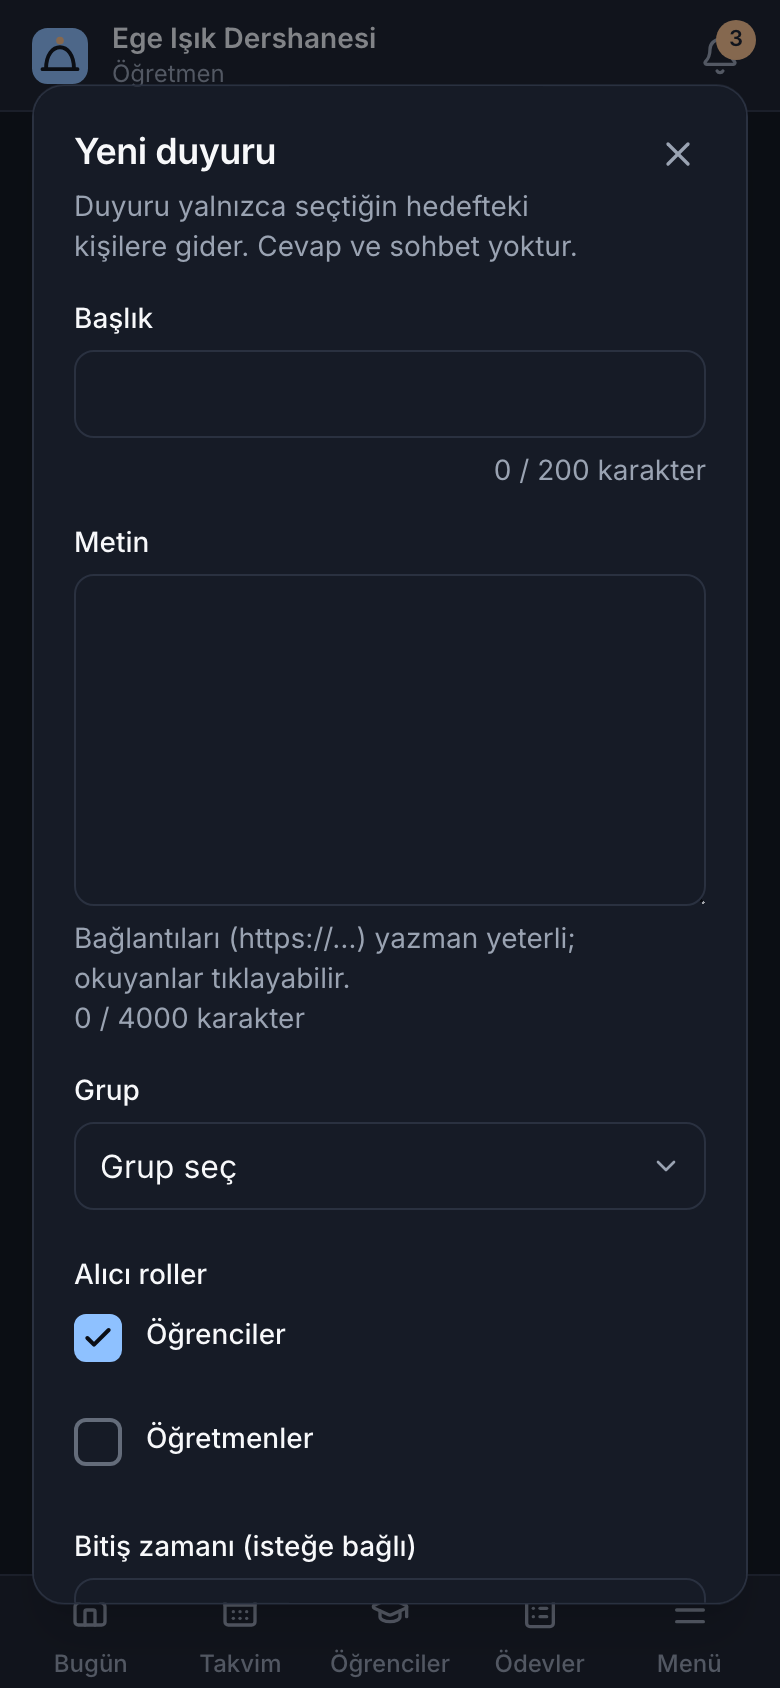 Ege Işık Dershanesi
Öğretmen
3
Yeni duyuru
Duyuru yalnızca seçtiğin hedefteki
kişilere gider. Cevap ve sohbet yoktur.
Başlık
0 / 200 karakter
Metin
Bağlantıları (https://...) yazman yeterli;
okuyanlar tıklayabilir.
0 / 4000 karakter
Grup
Grup seç
Alıcı roller
Öğrenciler
Öğretmenler
Bitiş zamanı (isteğe bağlı)
Bugün
Takvim
Öğrenciler
Ödevler
Menü